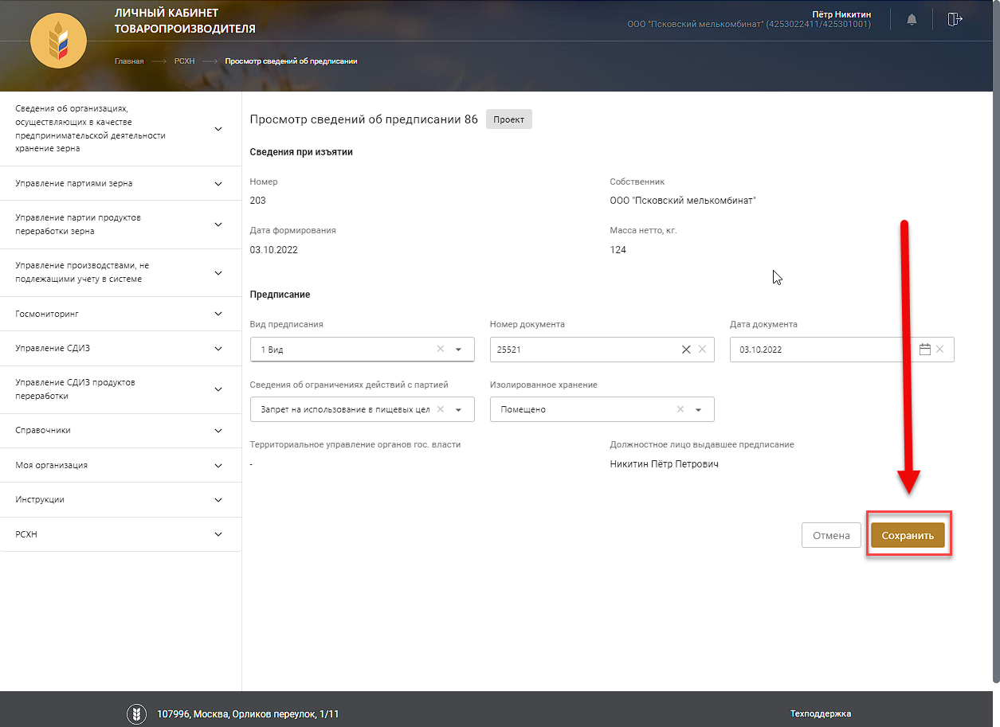 ЛИЧНЫЙ КАБИНЕТ
ТОВАРОПРОИЗВОДИТЕЛЯ
Пётр Никитин
ООО "Псковский мелькомбинат" (4253022411/425301001)
Главная РСХН Просмотр сведений об предписании
Сведения об организациях,
осуществляющих в качестве
предпринимательской деятельности
хранение зерна
Управление партиями зерна
Управление партии продуктов
переработки зерна
Управление производствами, не
подлежащими учету в системе
Госмониторинг
Управление СДИЗ
Управление СДИЗ продуктов
переработки
Справочники
Моя организация
Инструкции
РСХН
Просмотр сведений об предписании 86 Проект
Сведения при изъятии
Номер Собственник
203 ООО "Псковский мелькомбинат"
Дата формирования Масса нетто, кг.
03.10.2022 124
Предписание
Вид предписания Номер документа Дата документа
1 Вид 25521 03.10.2022
Сведения об ограничениях действий с партией Изолированное хранение
Запрет на использование в пищевых цел Помещено
Территориальное управление органов гос. власти Должностное лицо выдавшее предписание
- Никитин Пётр Петрович
Отмена Сохранить
107996, Москва, Орликов переулок, 1/11 Техподдержка